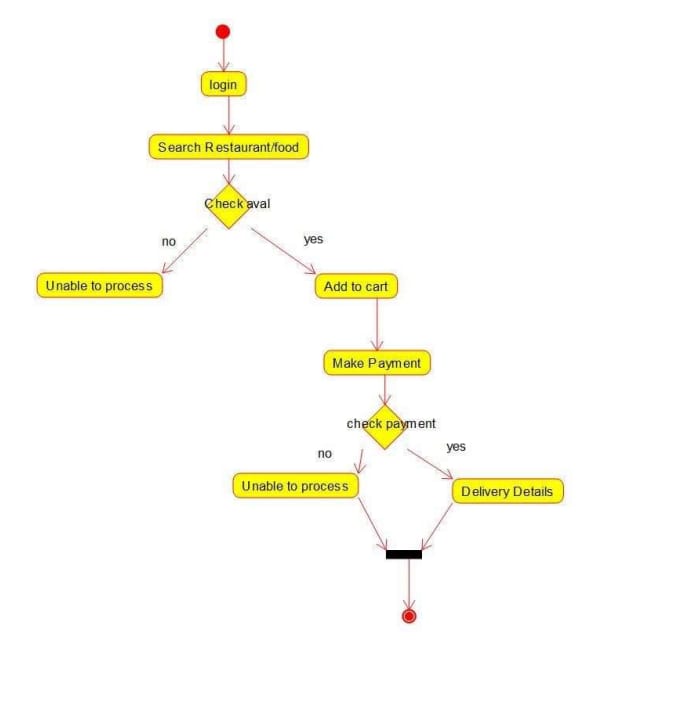 login
Search Restaurant/food
Check aval
no
yes
Unable to process
Add to cart
Make Payment
check payment
no
yes
Unable to process
Delivery Details